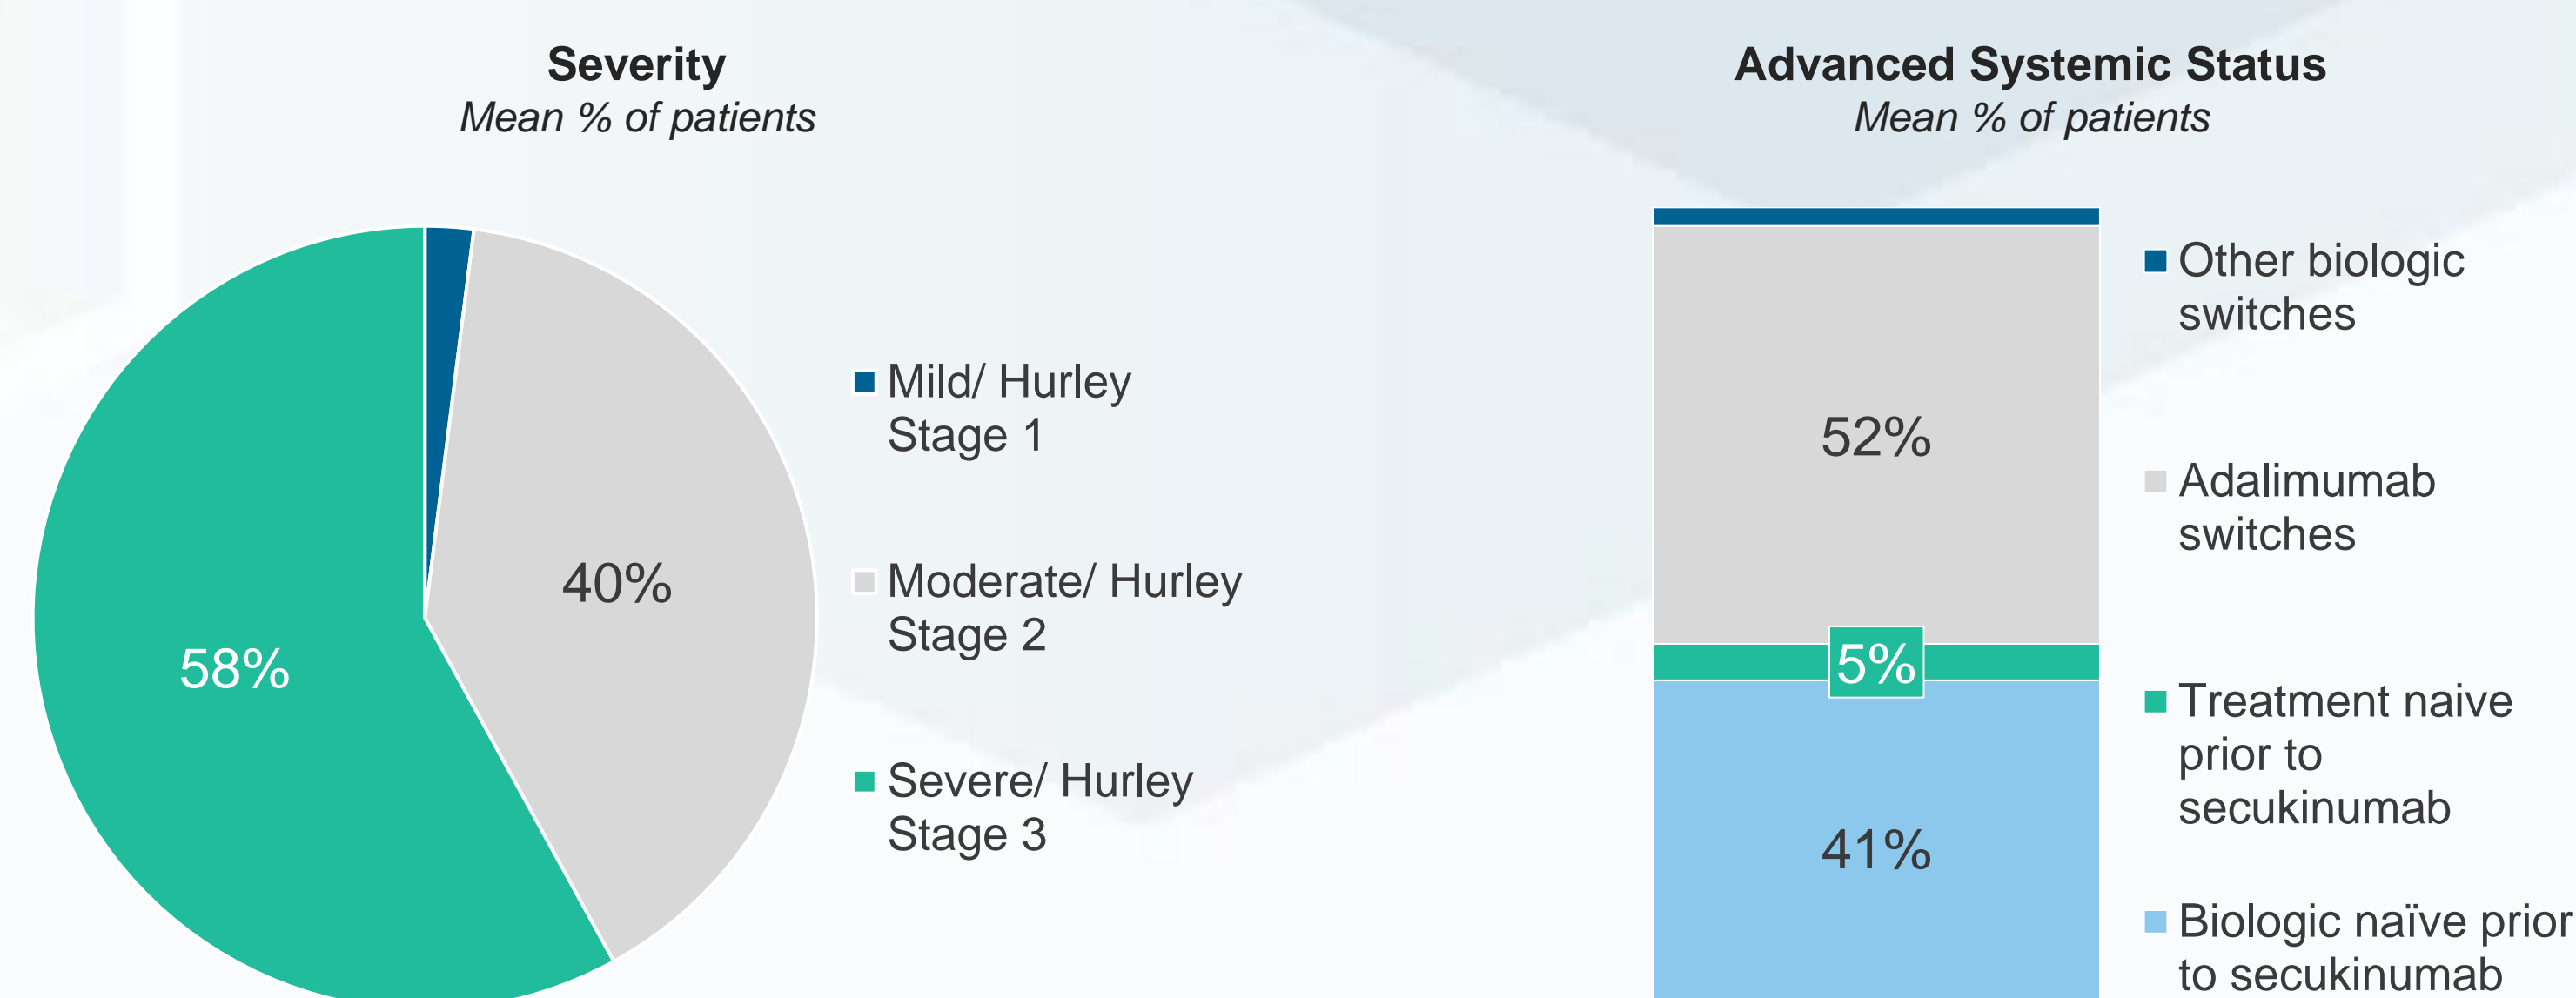 Severity
Mean % of patients
40%
58%
Mild/ Hurley
Stage 1
Moderate/ Hurley
Stage 2
Severe/ Hurley
Stage 3
Advanced Systemic Status
Mean % of patients
52%
5%
41%
Other biologic
switches
Adalimumab
switches
Treatment naive
prior to
secukinumab
Biologic naïve prior
to secukinumab